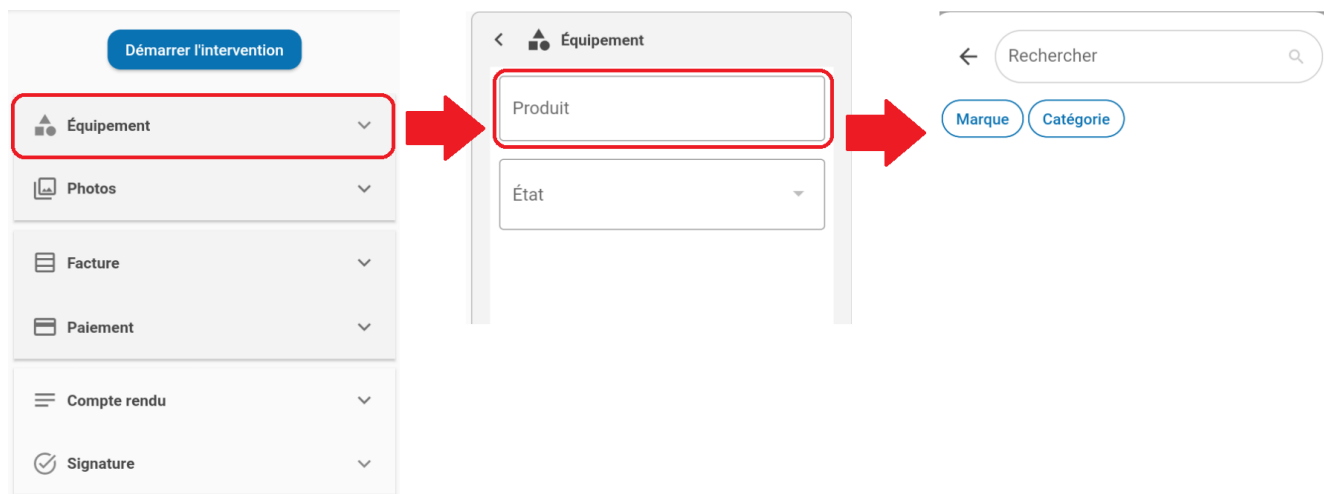 Démarrer l'intervention
Équipement
Photos
Facture
Paiement
Compte rendu
Signature
Équipement
Produit
État
Rechercher
Marque
Catégorie